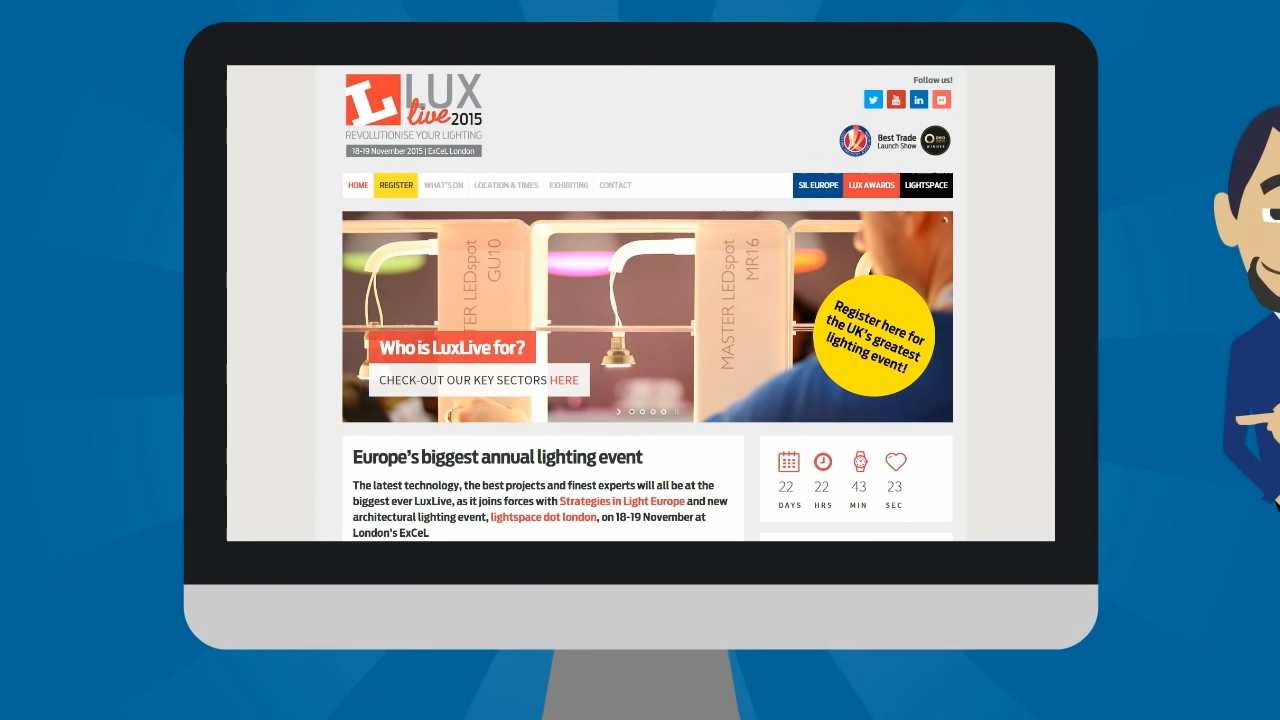 LUX
live 2015
REVOLUTIONISE YOUR LIGHTING
18-19 November 2015 | ExCeL London
Follow us!
Best Trade
Launch Show
HOME REGISTER WHAT'S ON LOCATION & TIMES EXHIBITING CONTACT SIL EUROPE LUX AWARDS LIGHTSPACE
MASTER LEDspot
MR16
TER LEDspot
GU10
Who is LuxLive for?
CHECK-OUT OUR KEY SECTORS HERE
Register here for
the UK's greatest
lighting event!
Europe's biggest annual lighting event
The latest technology, the best projects and finest experts will all be at the
biggest ever LuxLive, as it joins forces with Strategies in Light Europe and new
architectural lighting event, lightspace dot london, on 18-19 November at
London's ExCeL
22 22 43 23
DAYS HRS MIN SEC